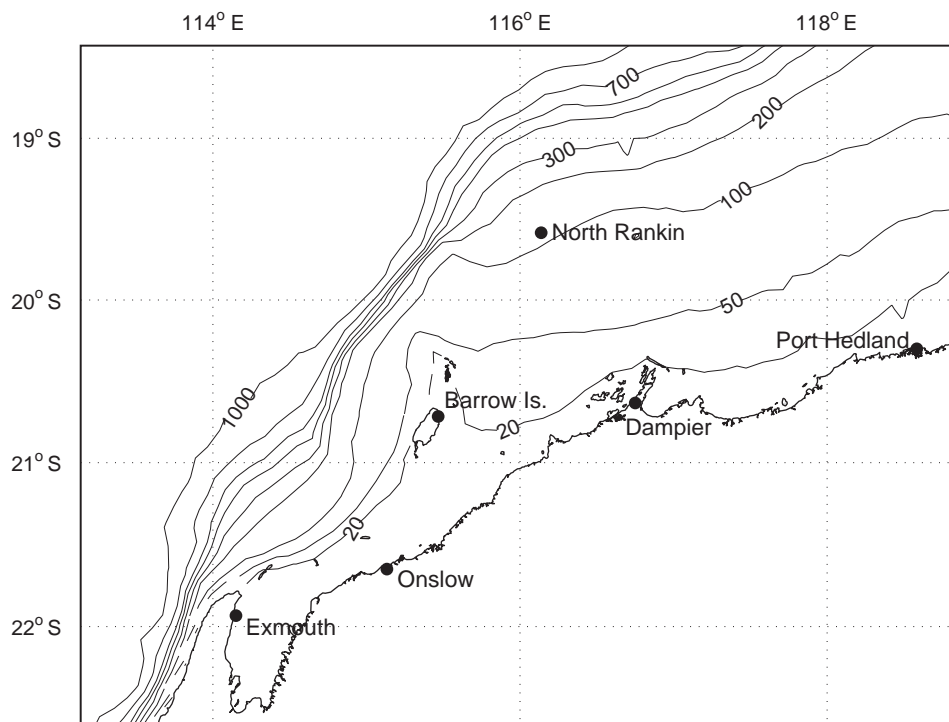 114° E
116° E
118° E
19° S
20° S
21° S
22° S
700
200
300
100
North Rankin
50
Port Hedland
1000
Barrow Is.
20
Dampier
20
Onslow
Exmouth